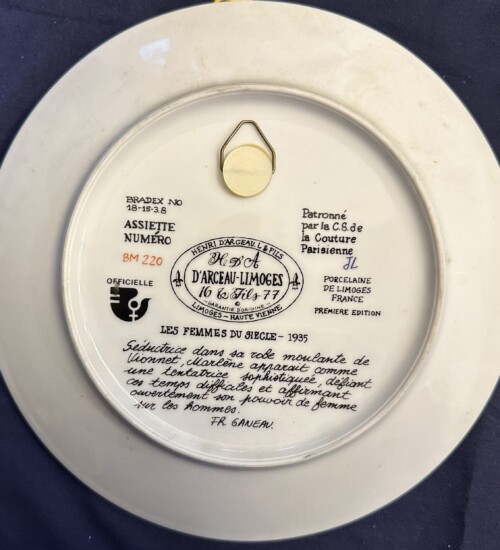 BRADEX NO
18-15-3.8
ASSIETTE
NUMÉRO
BM 220
OFFICIELLE
Patronné
par la C.S. de
la Couture
Parisienne
JL
PORCELAINE
DE LIMOGES
FRANCE
PREMIÈRE EDITION
HENRI D'ARCEAU L & FILS
H. D'A
D'ARCEAU-LIMOGES
16 & Fils 77
GARANTIE D'ORIGINE
LIMOGES - HAUTE VIENNE
LES FEMMES DU SIECLE - 1935
Séductrice dans sa robe moulante de
Vionnet, Marlène apparait comme
une tentatrice sophistiquée, défiant
ces temps difficiles et affirmant
ouvertement son pouvoir de femme
sur les hommes.
FR. GANEAU.